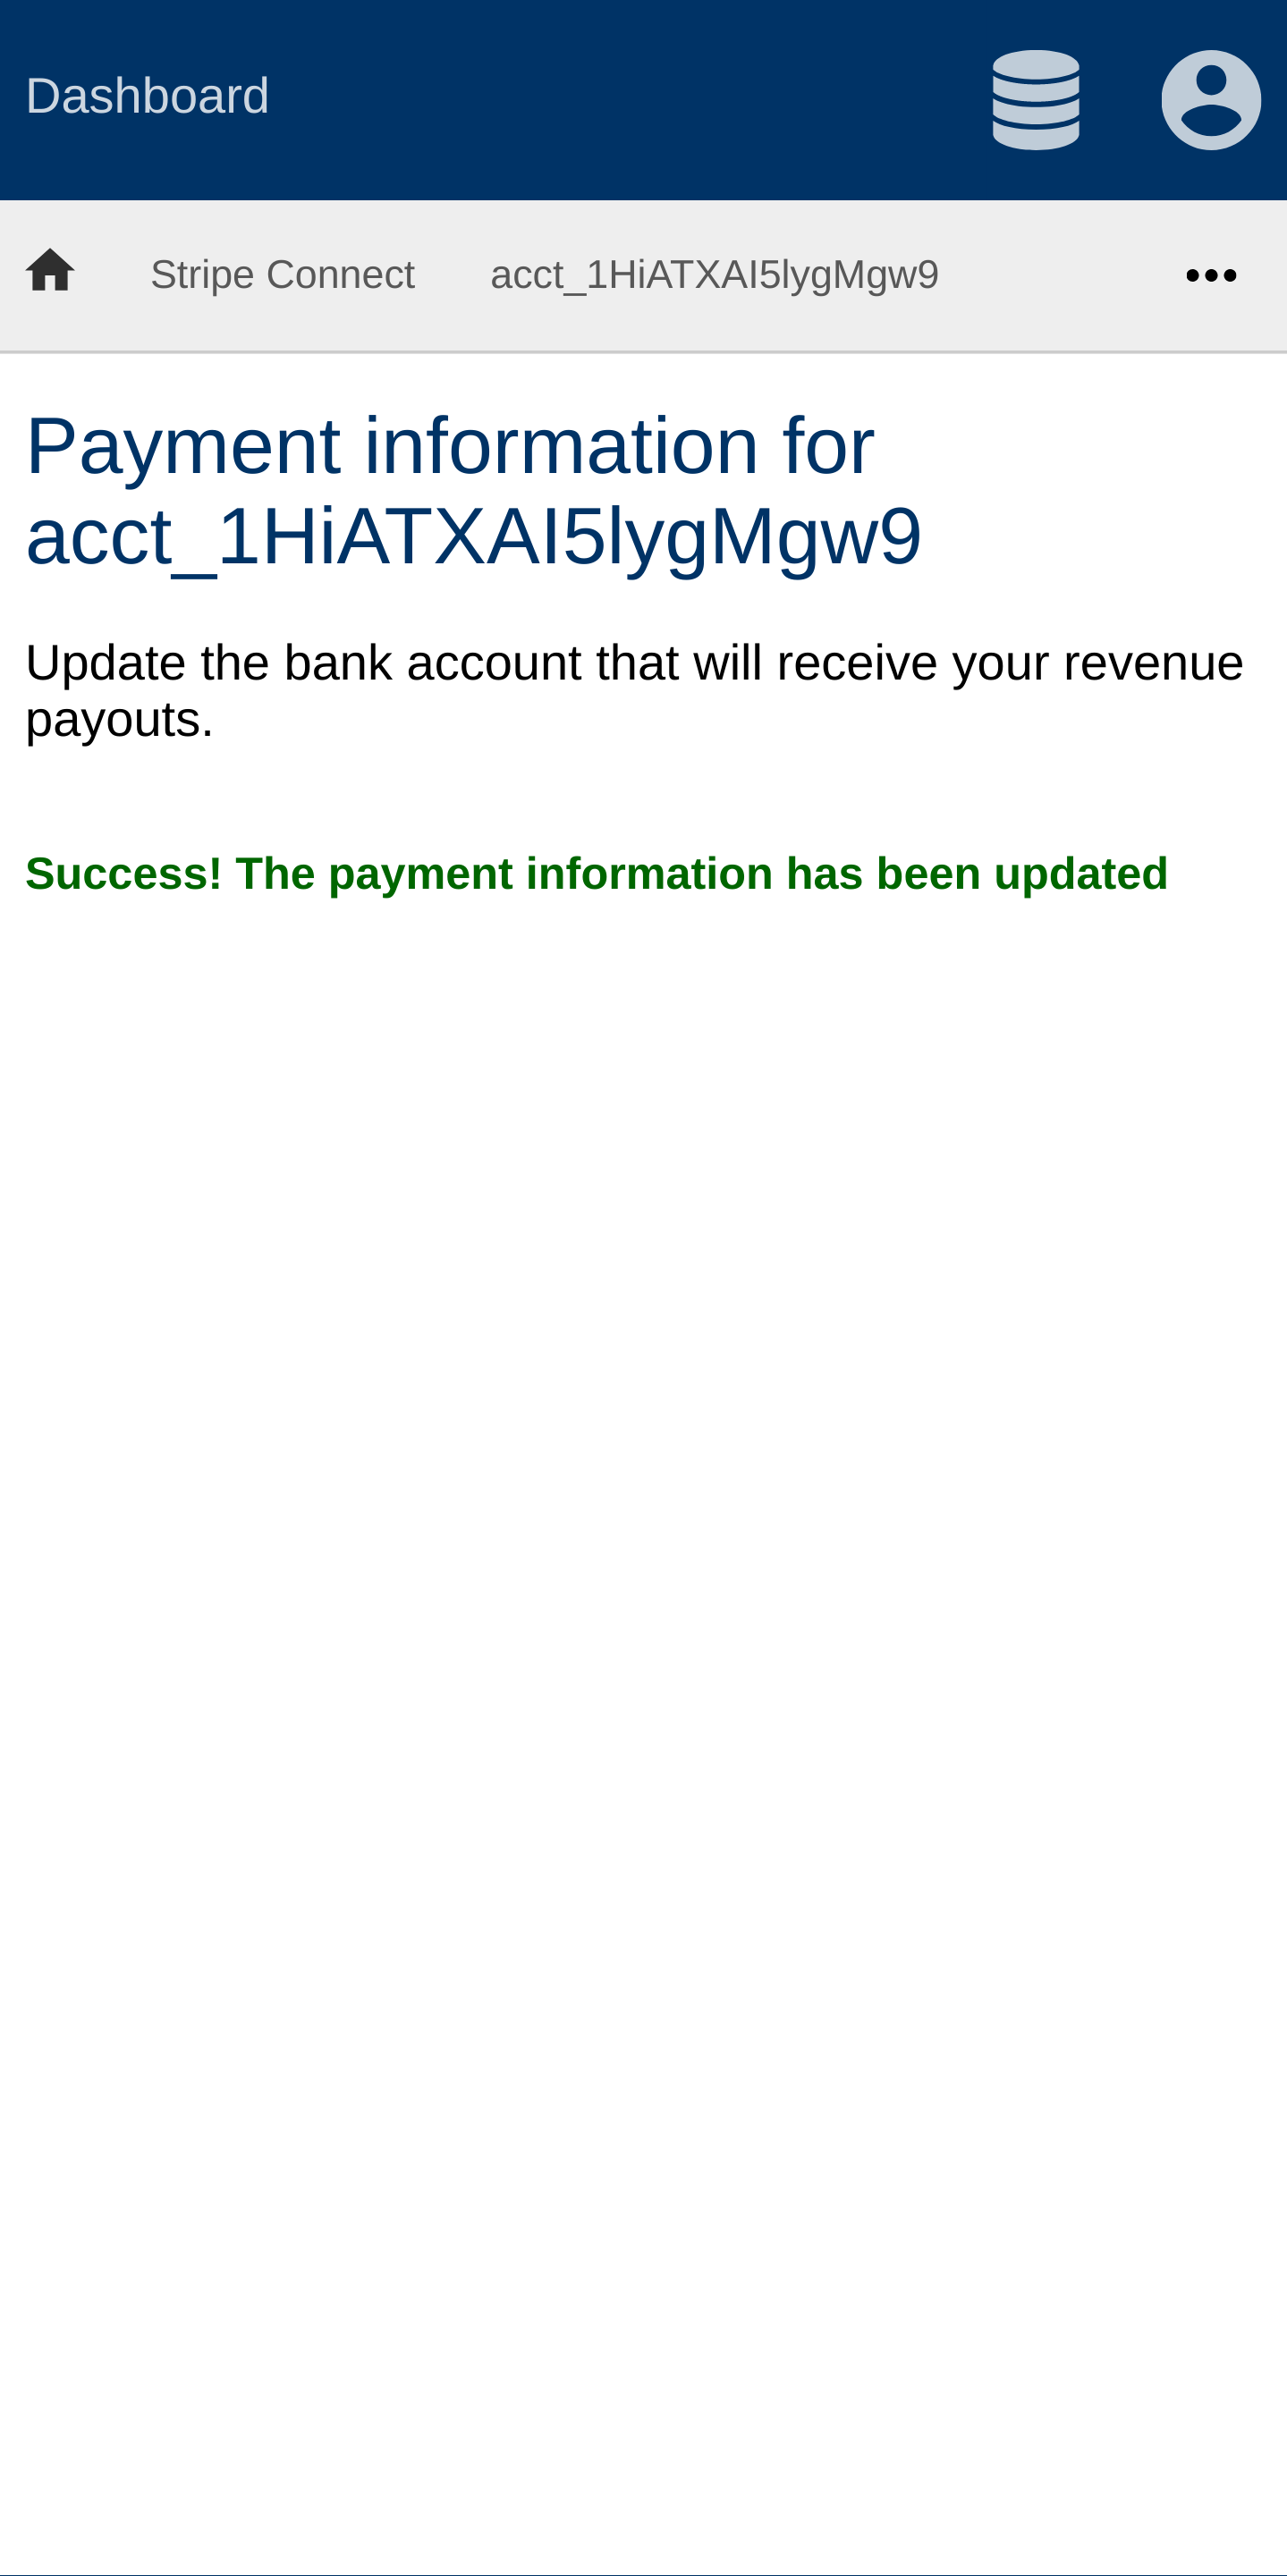 Dashboard
Stripe Connect acct_1HiATXAI5lygMgw9
Payment information for
acct_1HiATXAI5lygMgw9
Update the bank account that will receive your revenue
payouts.
Success! The payment information has been updated